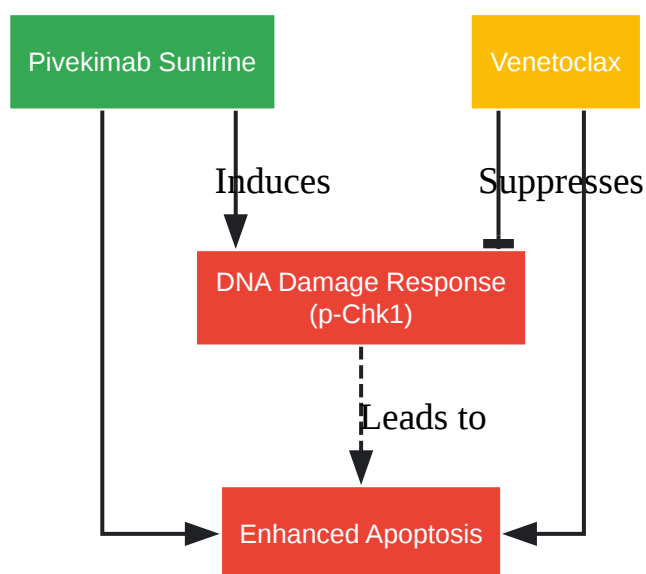 Pivekimab Sunirine
Venetoclax
Induces
Suppresses
DNA Damage Response
(p-Chk1)
Leads to
Enhanced Apoptosis